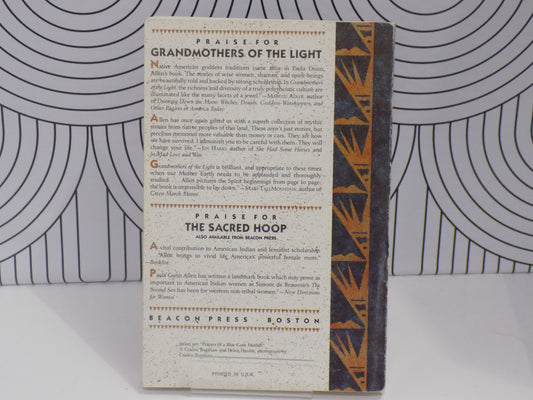 PRAISE FOR
GRANDMOTHERS OF THE LIGHT
Native American goddess traditions come alive in Paula Gunn
Allen's book. The stories of wise women, shamans, and spirit beings
are beautifully told and backed by strong scholarship. In Grandmothers
of the Light, the richness and diversity of a truly polytheistic culture are
illuminated like the many facets of a jewel."—MARGOT ADLER, author
of Drawing Down the Moon: Witches, Druids, Goddess-Worshippers, and
Other Pagans in America Today
Allen has once again gifted us with a superb collection of mythic
stories from native peoples of this land. These aren't just stories, but
precious memories more valuable than money or cars. They are how
we have survived. I admonish you to be careful with them. They will
change your life."—JOY HARJO, author of She Had Some Horses and
In Mad Love and War
Grandmothers of the Light is brilliant, and appropriate to these times
when our Mother Earth needs to be applauded and thoroughly
studied. . . . Allen pictures the Spirit beginnings from page to page:
the book is impossible to lay down."—MARY TALLMOUNTAIN, author of
Green March Moons
PRAISE FOR
THE SACRED HOOP
ALSO AVAILABLE FROM BEACON PRESS
A vital contribution to American Indian and feminist scholarship.
Allen brings to vivid life America's powerful female roots."
—Booklist
Paula Gunn Allen has written a landmark book which may prove as
important to American Indian women as Simone de Beauvoir's The
Second Sex has been for western non-tribal women."—New Directions
for Women
BEACON PRESS · BOSTON
Jacket art: "Prayers of a Blue Corn Mother"
Bagshaw and photography by
PRINTED IN U.S.A.